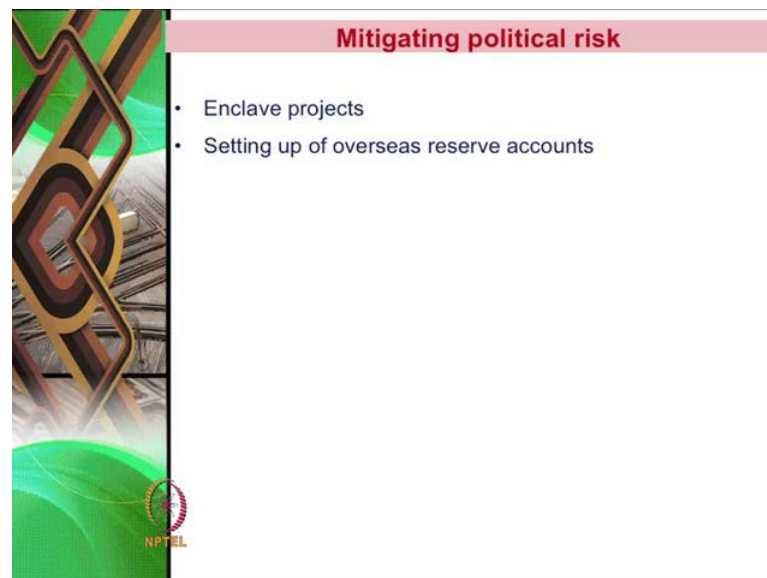 Mitigating political risk
• Enclave projects
• Setting up of overseas reserve accounts
NPTEL